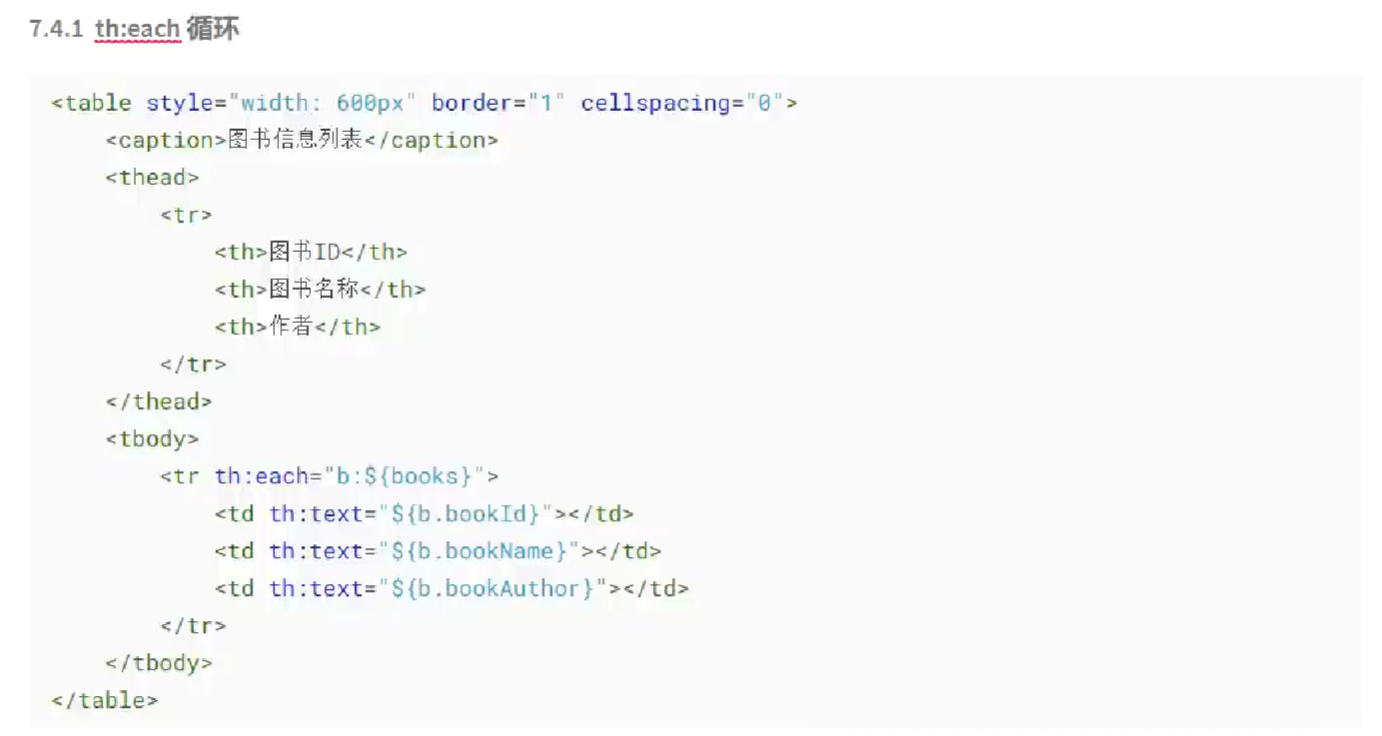 7.4.1 th:each 循环
<table style="width: 600px" border="1" cellspacing="0">
<caption>图书信息列表</caption>
<thead>
<tr>
<th>图书ID</th>
<th>图书名称</th>
<th>作者</th>
</tr>
</thead>
<tbody>
<tr th:each="b:${books}">
<td th:text="${b.bookId}"></td>
<td th:text="${b.bookName}"></td>
<td th:text="${b.bookAuthor}"></td>
</tr>
</tbody>
</table>